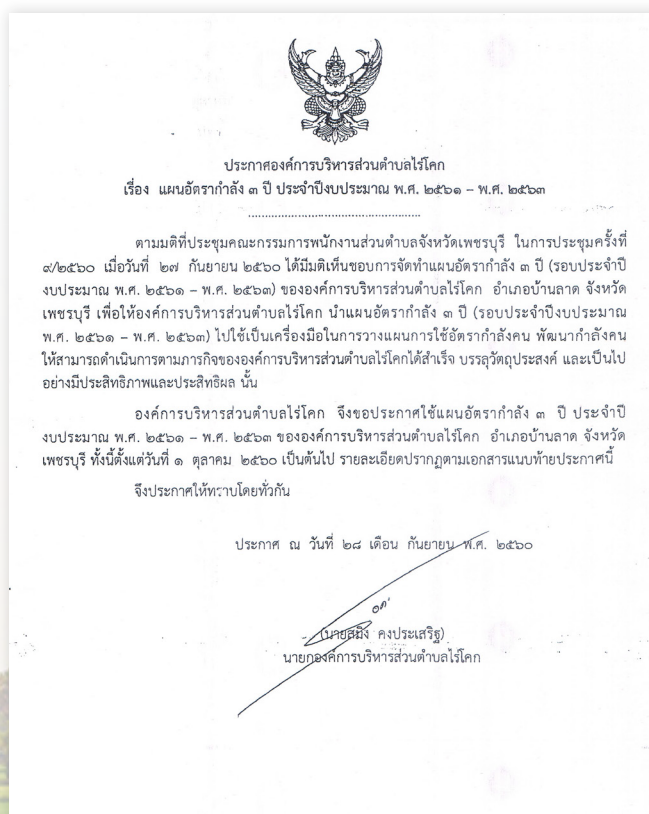 ประกาศองค์การบริหารส่วนตำบลไร่โคก
เรื่อง แผนอัตรากำลัง ๓ ปี ประจำปีงบประมาณ พ.ศ. ๒๕๖๑ – พ.ศ. ๒๕๖๓
ตามมติที่ประชุมคณะกรรมการพนักงานส่วนตำบลจังหวัดเพชรบุรี ในการประชุมครั้งที่
๙/๒๕๖๐ เมื่อวันที่ ๒๗ กันยายน ๒๕๖๐ ได้มีมติเห็นชอบการจัดทำแผนอัตรากำลัง ๓ ปี (รอบประจำปี
งบประมาณ พ.ศ. ๒๕๖๑ – พ.ศ. ๒๕๖๓) ขององค์การบริหารส่วนตำบลไร่โคก อำเภอบ้านลาด จังหวัด
เพชรบุรี เพื่อให้องค์การบริหารส่วนตำบลไร่โคก นำแผนอัตรากำลัง ๓ ปี (รอบประจำปีงบประมาณ
พ.ศ. ๒๕๖๑ – พ.ศ. ๒๕๖๓) ไปใช้เป็นเครื่องมือในการวางแผนการใช้อัตรากำลังคน พัฒนากำลังคน
ให้สามารถดำเนินการตามภารกิจขององค์การบริหารส่วนตำบลไร่โคกได้สำเร็จ บรรลุวัตถุประสงค์ และเป็นไป
อย่างมีประสิทธิภาพและประสิทธิผล นั้น
องค์การบริหารส่วนตำบลไร่โคก จึงขอประกาศใช้แผนอัตรากำลัง ๓ ปี ประจำปี
งบประมาณ พ.ศ. ๒๕๖๑ – พ.ศ. ๒๕๖๓ ขององค์การบริหารส่วนตำบลไร่โคก อำเภอบ้านลาด จังหวัด
เพชรบุรี ทั้งนี้ตั้งแต่วันที่ ๑ ตุลาคม ๒๕๖๐ เป็นต้นไป รายละเอียดปรากฏตามเอกสารแนบท้ายประกาศนี้
จึงประกาศให้ทราบโดยทั่วกัน
ประกาศ ณ วันที่ ๒๘ เดือน กันยายน พ.ศ. ๒๕๖๐
(นายสมิง คงประเสริฐ)
นายกองค์การบริหารส่วนตำบลไร่โคก